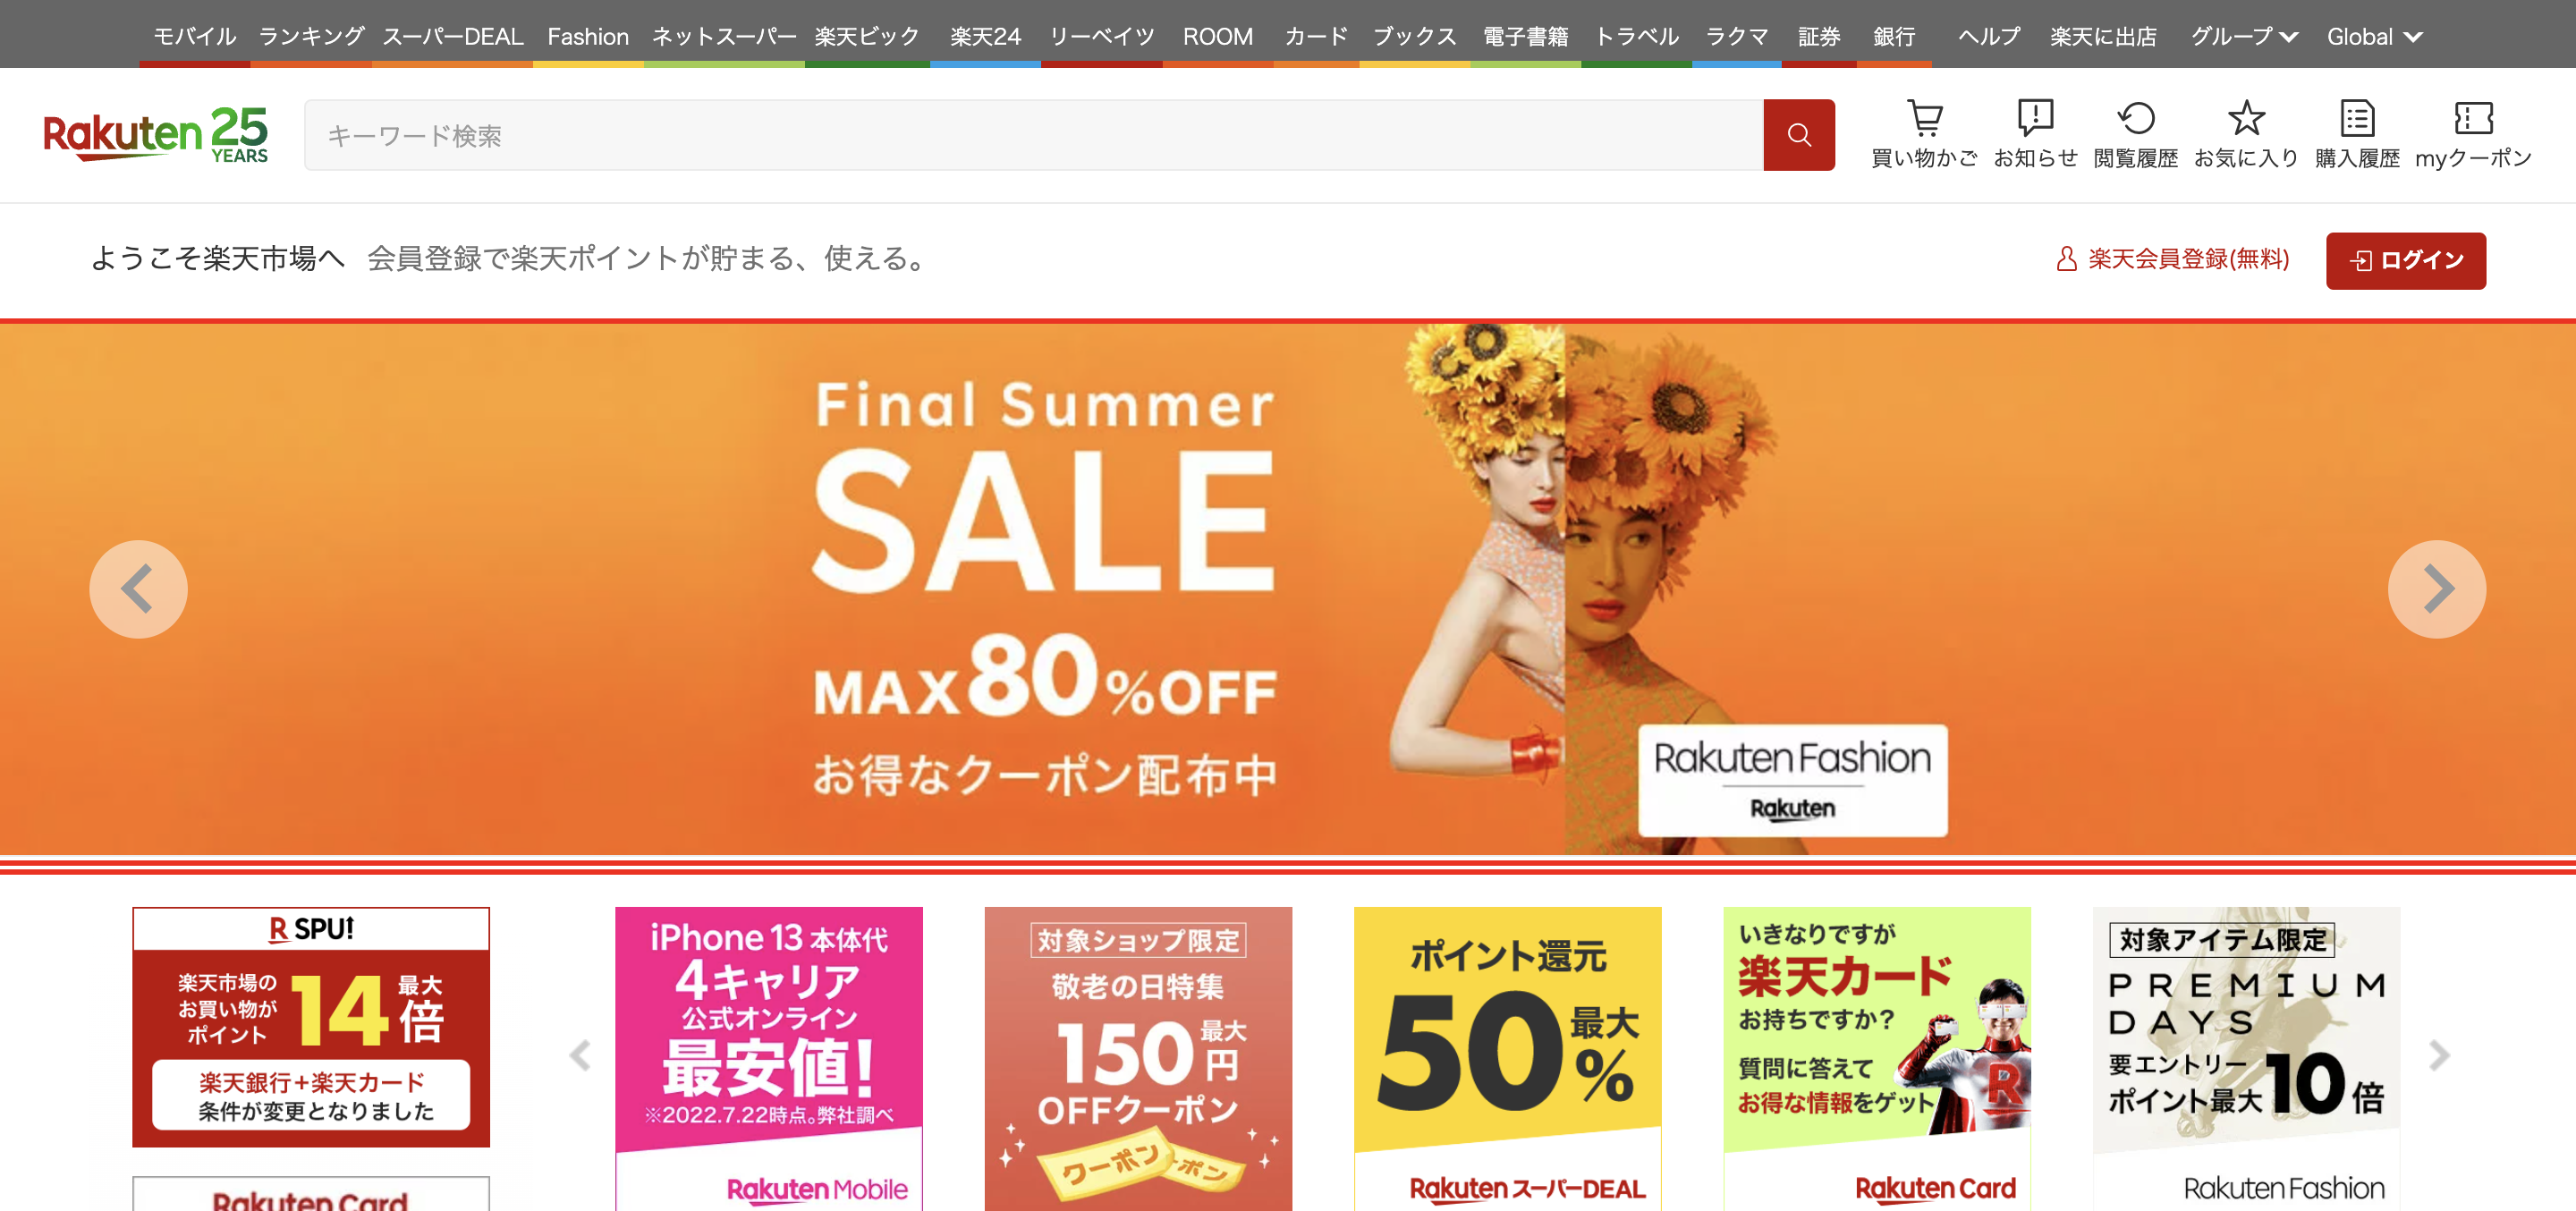 モバイル ランキング スーパーDEAL Fashion ネットスーパー 楽天ビック 楽天24 リーベイツ ROOM カード ブックス 電子書籍 トラベル ラクマ 証券 銀行 ヘルプ 楽天に出店 グループ Global
Rakuten 25 YEARS
キーワード検索
買い物かご お知らせ 閲覧履歴 お気に入り 購入履歴 myクーポン
ようこそ楽天市場へ 会員登録で楽天ポイントが貯まる、使える。
楽天会員登録(無料) ログイン
Final Summer
SALE
MAX80%OFF
お得なクーポン配布中
Rakuten Fashion
Rakuten
R SPU!
楽天市場の
お買い物が
ポイント
14
最大
倍
楽天銀行+楽天カード
条件が変更となりました
Rakuten Card
iPhone 13 本体代
4キャリア
公式オンライン
最安値!
※2022.7.22時点。弊社調べ
Rakuten Mobile
対象ショップ限定
敬老の日特集
150
最大
円
OFFクーポン
クーポン
ポン
ポイント還元
50
最大
%
Rakuten スーパーDEAL
いきなりですが
楽天カード
お持ちですか?
質問に答えて
お得な情報をゲット
R
Rakuten Card
対象アイテム限定
PREMIUM
DAYS
要エントリー
ポイント最大10倍
Rakuten Fashion